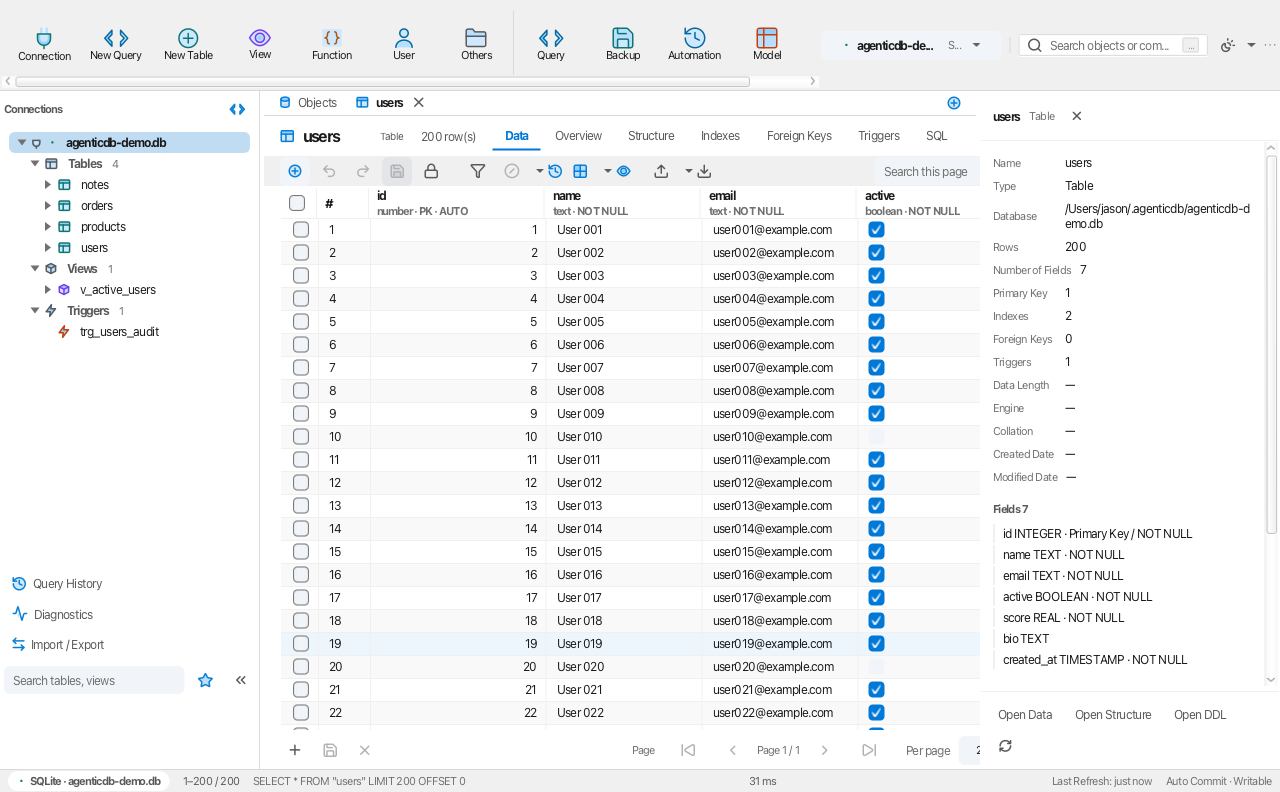 Connection
New Query
New Table
View
Function
User
Others
Query
Backup
Automation
Model
agenticdb-de...
S...
Search objects or com...
...
Connections
agenticdb-demo.db
Tables 4
notes
orders
products
users
Views 1
v_active_users
Triggers 1
trg_users_audit
Query History
Diagnostics
Import / Export
Search tables, views
Objects
users
users Table 200 row(s) Data Overview Structure Indexes Foreign Keys Triggers SQL
Search this page
# id name email active
number · PK · AUTO text · NOT NULL text · NOT NULL boolean · NOT NULL
1 1 User 001 user001@example.com
2 2 User 002 user002@example.com
3 3 User 003 user003@example.com
4 4 User 004 user004@example.com
5 5 User 005 user005@example.com
6 6 User 006 user006@example.com
7 7 User 007 user007@example.com
8 8 User 008 user008@example.com
9 9 User 009 user009@example.com
10 10 User 010 user010@example.com
11 11 User 011 user011@example.com
12 12 User 012 user012@example.com
13 13 User 013 user013@example.com
14 14 User 014 user014@example.com
15 15 User 015 user015@example.com
16 16 User 016 user016@example.com
17 17 User 017 user017@example.com
18 18 User 018 user018@example.com
19 19 User 019 user019@example.com
20 20 User 020 user020@example.com
21 21 User 021 user021@example.com
22 22 User 022 user022@example.com
Page Page 1 / 1 Per page
users Table
Name users
Type Table
Database /Users/jason/.agenticdb/agenticdb-d
emo.db
Rows 200
Number of Fields 7
Primary Key 1
Indexes 2
Foreign Keys 0
Triggers 1
Data Length —
Engine —
Collation —
Created Date —
Modified Date —
Fields 7
id INTEGER · Primary Key / NOT NULL
name TEXT · NOT NULL
email TEXT · NOT NULL
active BOOLEAN · NOT NULL
score REAL · NOT NULL
bio TEXT
created_at TIMESTAMP · NOT NULL
Open Data Open Structure Open DDL
SQLite · agenticdb-demo.db 1–200 / 200 SELECT * FROM "users" LIMIT 200 OFFSET 0 31 ms Last Refresh: just now Auto Commit · Writable